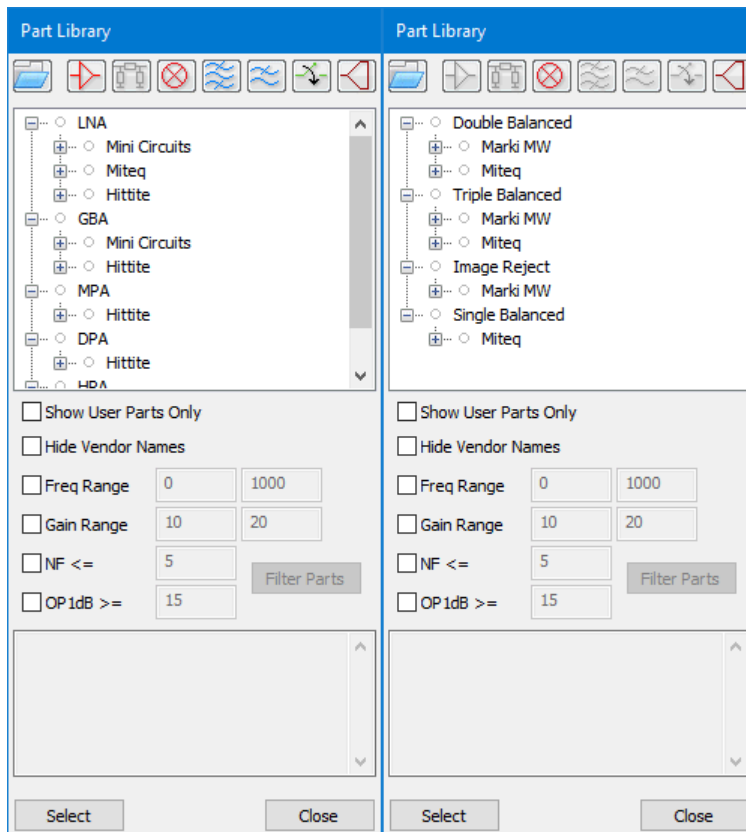 Part Library
LNA
Mini Circuits
Miteq
Hittite
GBA
Mini Circuits
Hittite
MPA
Hittite
DPA
Hittite
HPA
Show User Parts Only
Hide Vendor Names
Freq Range 0 1000
Gain Range 10 20
NF <= 5
Filter Parts
OP1dB >= 15
Select Close
Part Library
Double Balanced
Marki MW
Miteq
Triple Balanced
Marki MW
Miteq
Image Reject
Marki MW
Single Balanced
Miteq
Show User Parts Only
Hide Vendor Names
Freq Range 0 1000
Gain Range 10 20
NF <= 5
Filter Parts
OP1dB >= 15
Select Close